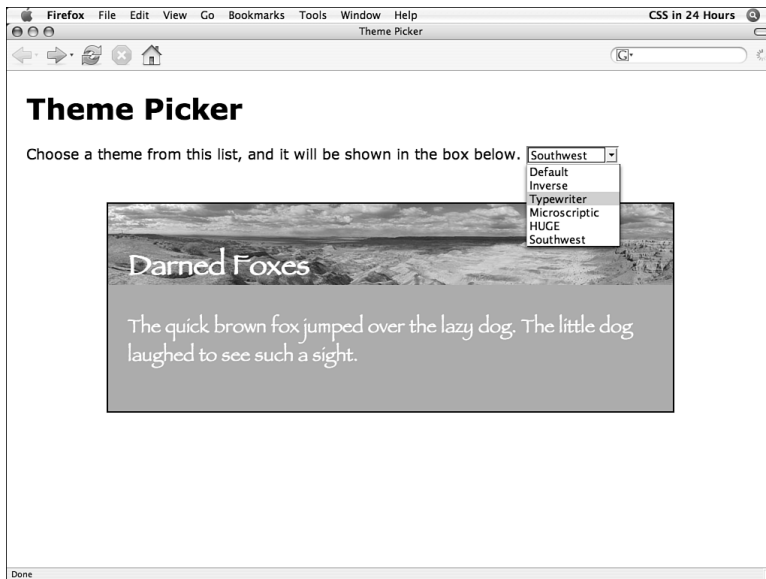 Firefox File Edit View Go Bookmarks Tools Window Help CSS in 24 Hours
Theme Picker
G
Theme Picker
Choose a theme from this list, and it will be shown in the box below. Southwest
Default
Inverse
Typewriter
Microscriptic
HUGE
Southwest
Darned Foxes
The quick brown fox jumped over the lazy dog. The little dog
laughed to see such a sight.
Done